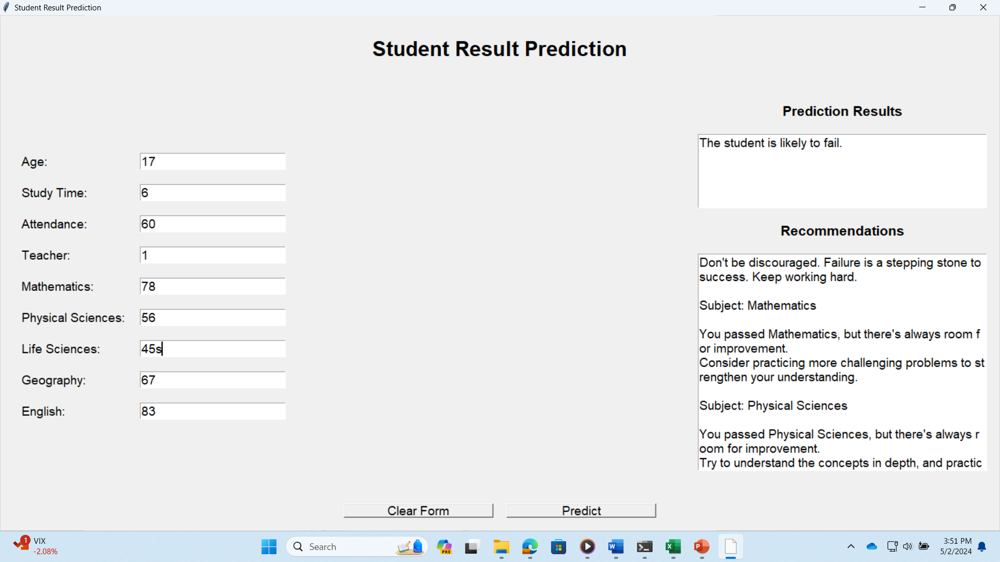 Student Result Prediction
Student Result Prediction
Age:
17
Study Time:
6
Attendance:
60
Teacher:
1
Mathematics:
78
Physical Sciences:
56
Life Sciences:
45s
Geography:
67
English:
83
Prediction Results
The student is likely to fail.
Recommendations
Don't be discouraged. Failure is a stepping stone to
success. Keep working hard.
Subject: Mathematics
You passed Mathematics, but there's always room f
or improvement.
Consider practicing more challenging problems to st
rengthen your understanding.
Subject: Physical Sciences
You passed Physical Sciences, but there's always r
oom for improvement.
Try to understand the concepts in depth, and practic
Clear Form
Predict
1
VIX
-2.08%
Search
PRE
3:51 PM
5/2/2024